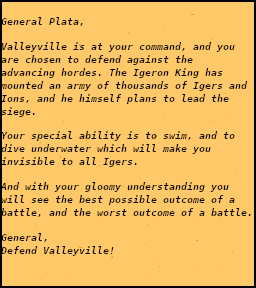 General Plata,
Valleyville is at your command, and you
are chosen to defend against the
advancing hordes. The Igeron King has
mounted an army of thousands of Igers and
Ions, and he himself plans to lead the
siege.
Your special ability is to swim, and to
dive underwater which will make you
invisible to all Igers.
And with your gloomy understanding you
will see the best possible outcome of a
battle, and the worst outcome of a battle.
General,
Defend Valleyville!